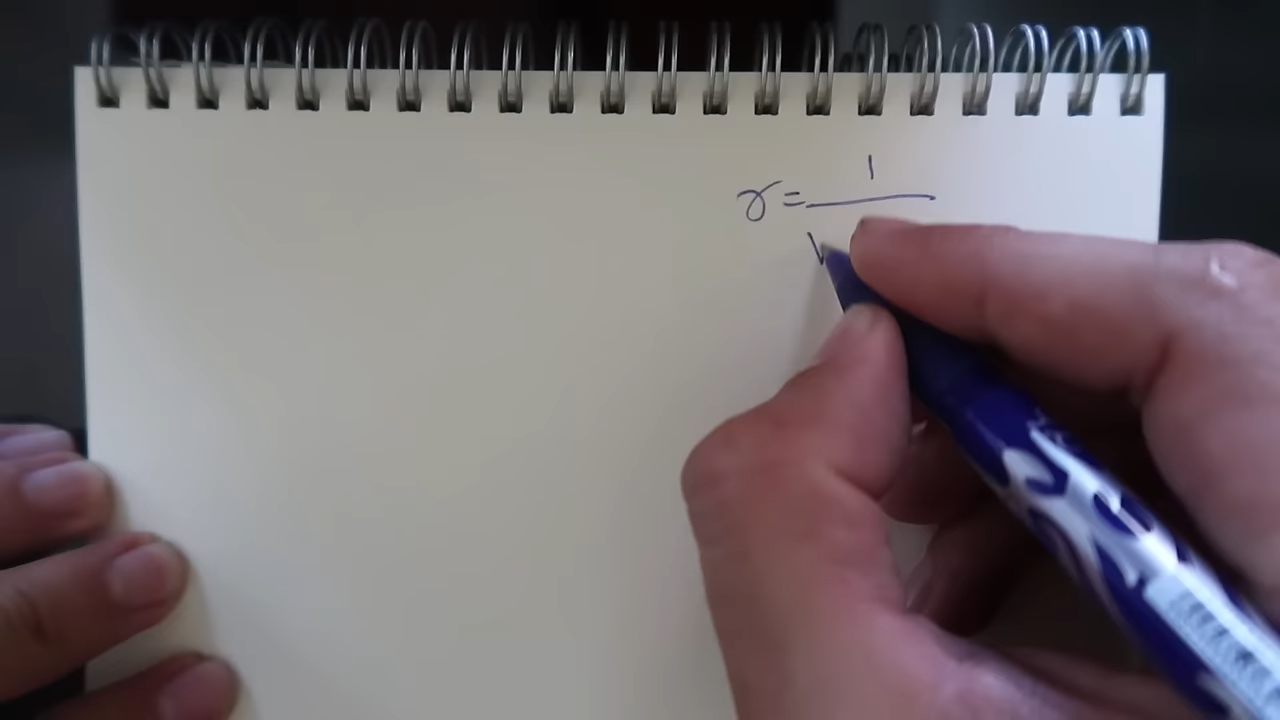 γ = 1/√